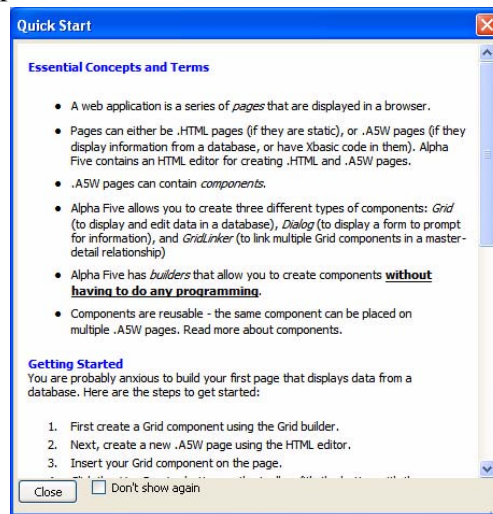 Quick Start
Essential Concepts and Terms
• A web application is a series of pages that are displayed in a browser.
• Pages can either be .HTML pages (if they are static), or .A5W pages (if they
display information from a database, or have Xbasic code in them). Alpha
Five contains an HTML editor for creating .HTML and .A5W pages.
• .A5W pages can contain components.
• Alpha Five allows you to create three different types of components: Grid
(to display and edit data in a database), Dialog (to display a form to prompt
for information), and GridLinker (to link multiple Grid components in a master-
detail relationship)
• Alpha Five has builders that allow you to create components without
having to do any programming.
• Components are reusable - the same component can be placed on
multiple .A5W pages. Read more about components.
Getting Started
You are probably anxious to build your first page that displays data from a
database. Here are the steps to get started:
1. First create a Grid component using the Grid builder.
2. Next, create a new .A5W page using the HTML editor.
3. Insert your Grid component on the page.
Close
Don't show again